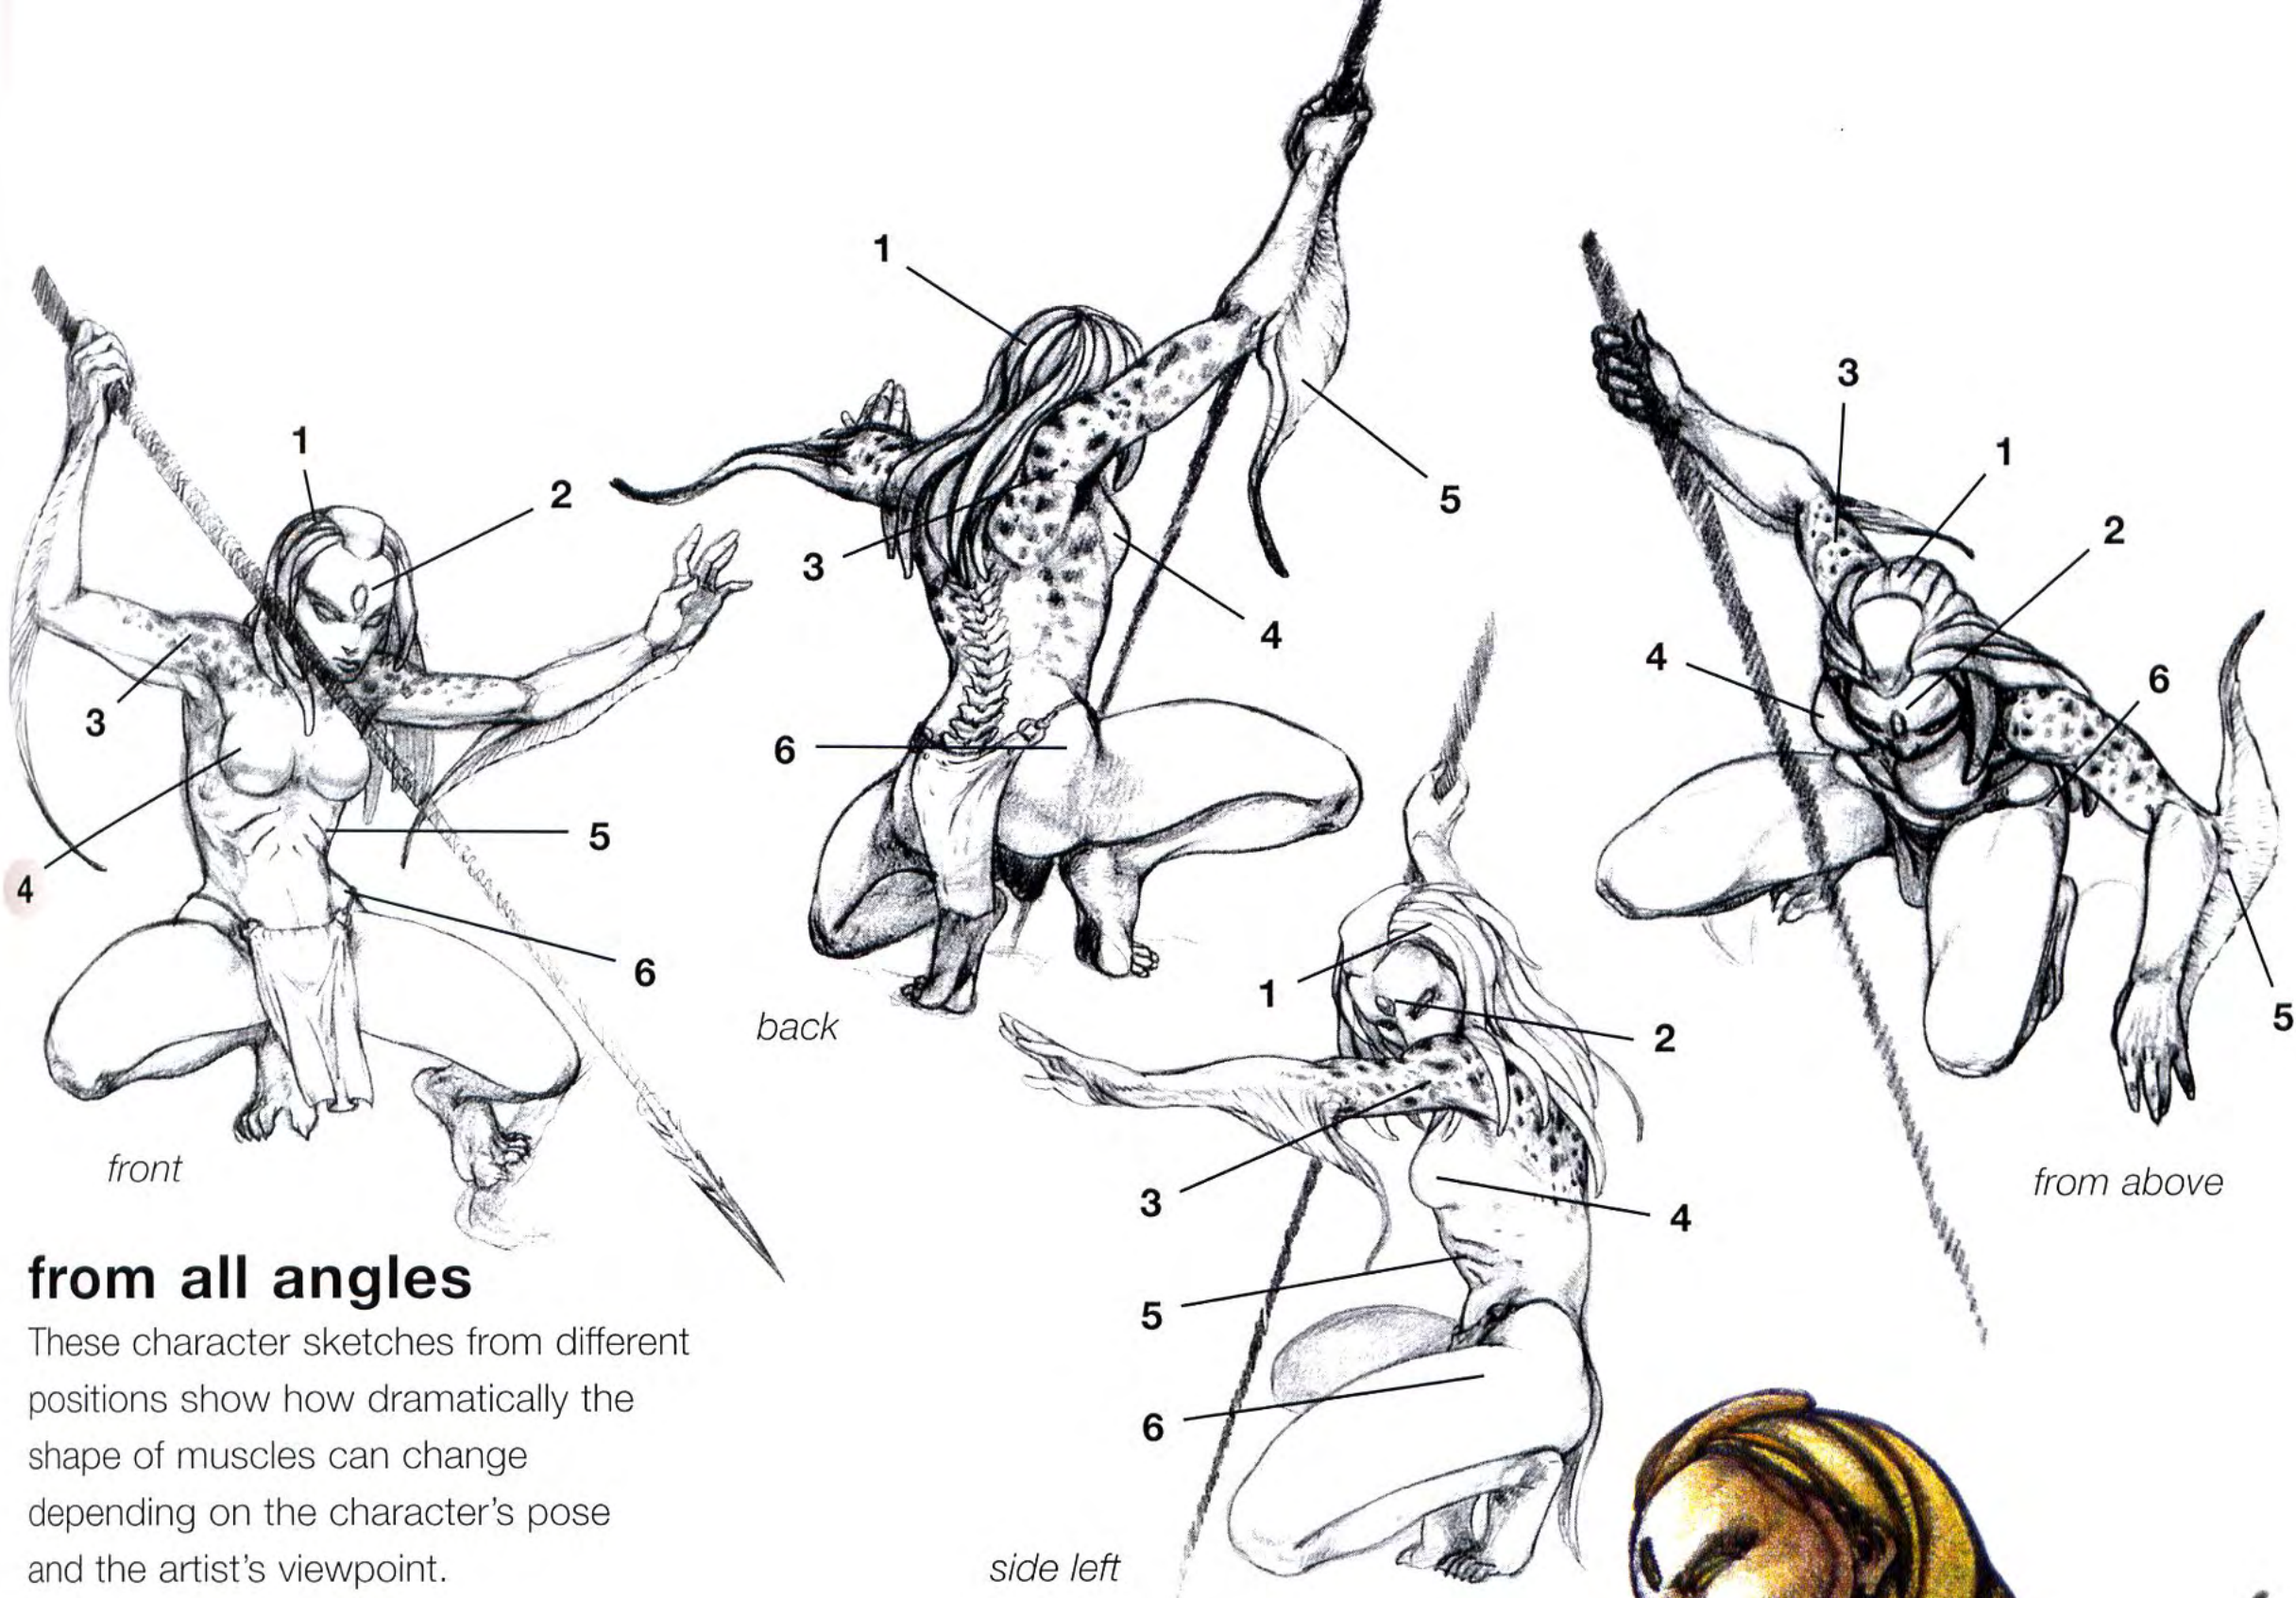 1
2
3
4
5
6
front
1
3
4
5
6
back
1
2
3
4
5
6
side left
3
1
2
4
6
5
from above
from all angles
These character sketches from different
positions show how dramatically the
shape of muscles can change
depending on the character's pose
and the artist's viewpoint.